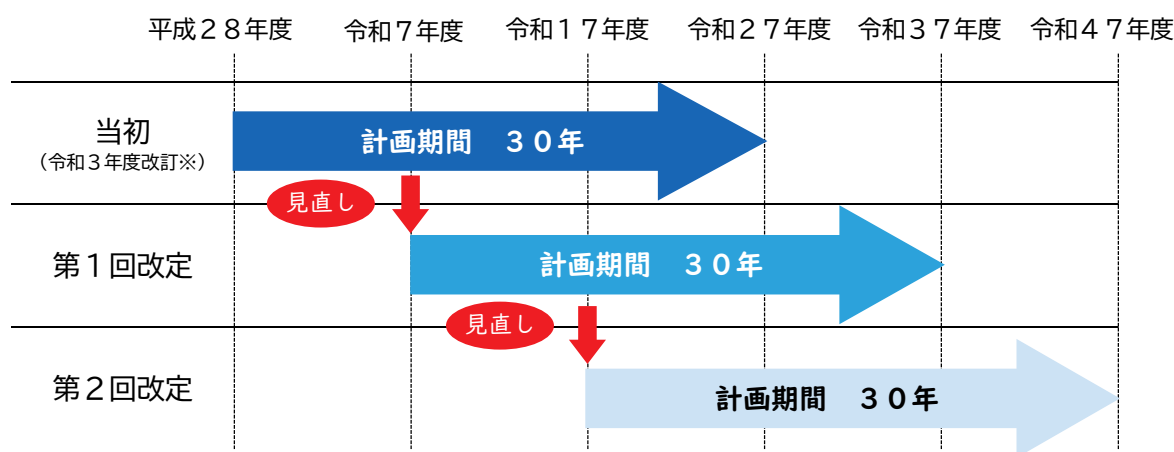 平成２８年度 令和７年度 令和１７年度 令和２７年度 令和３７年度 令和４７年度
当初
（令和３年度改訂※）
計画期間　３０年
見直し
第１回改定
計画期間　３０年
見直し
第２回改定
計画期間　３０年